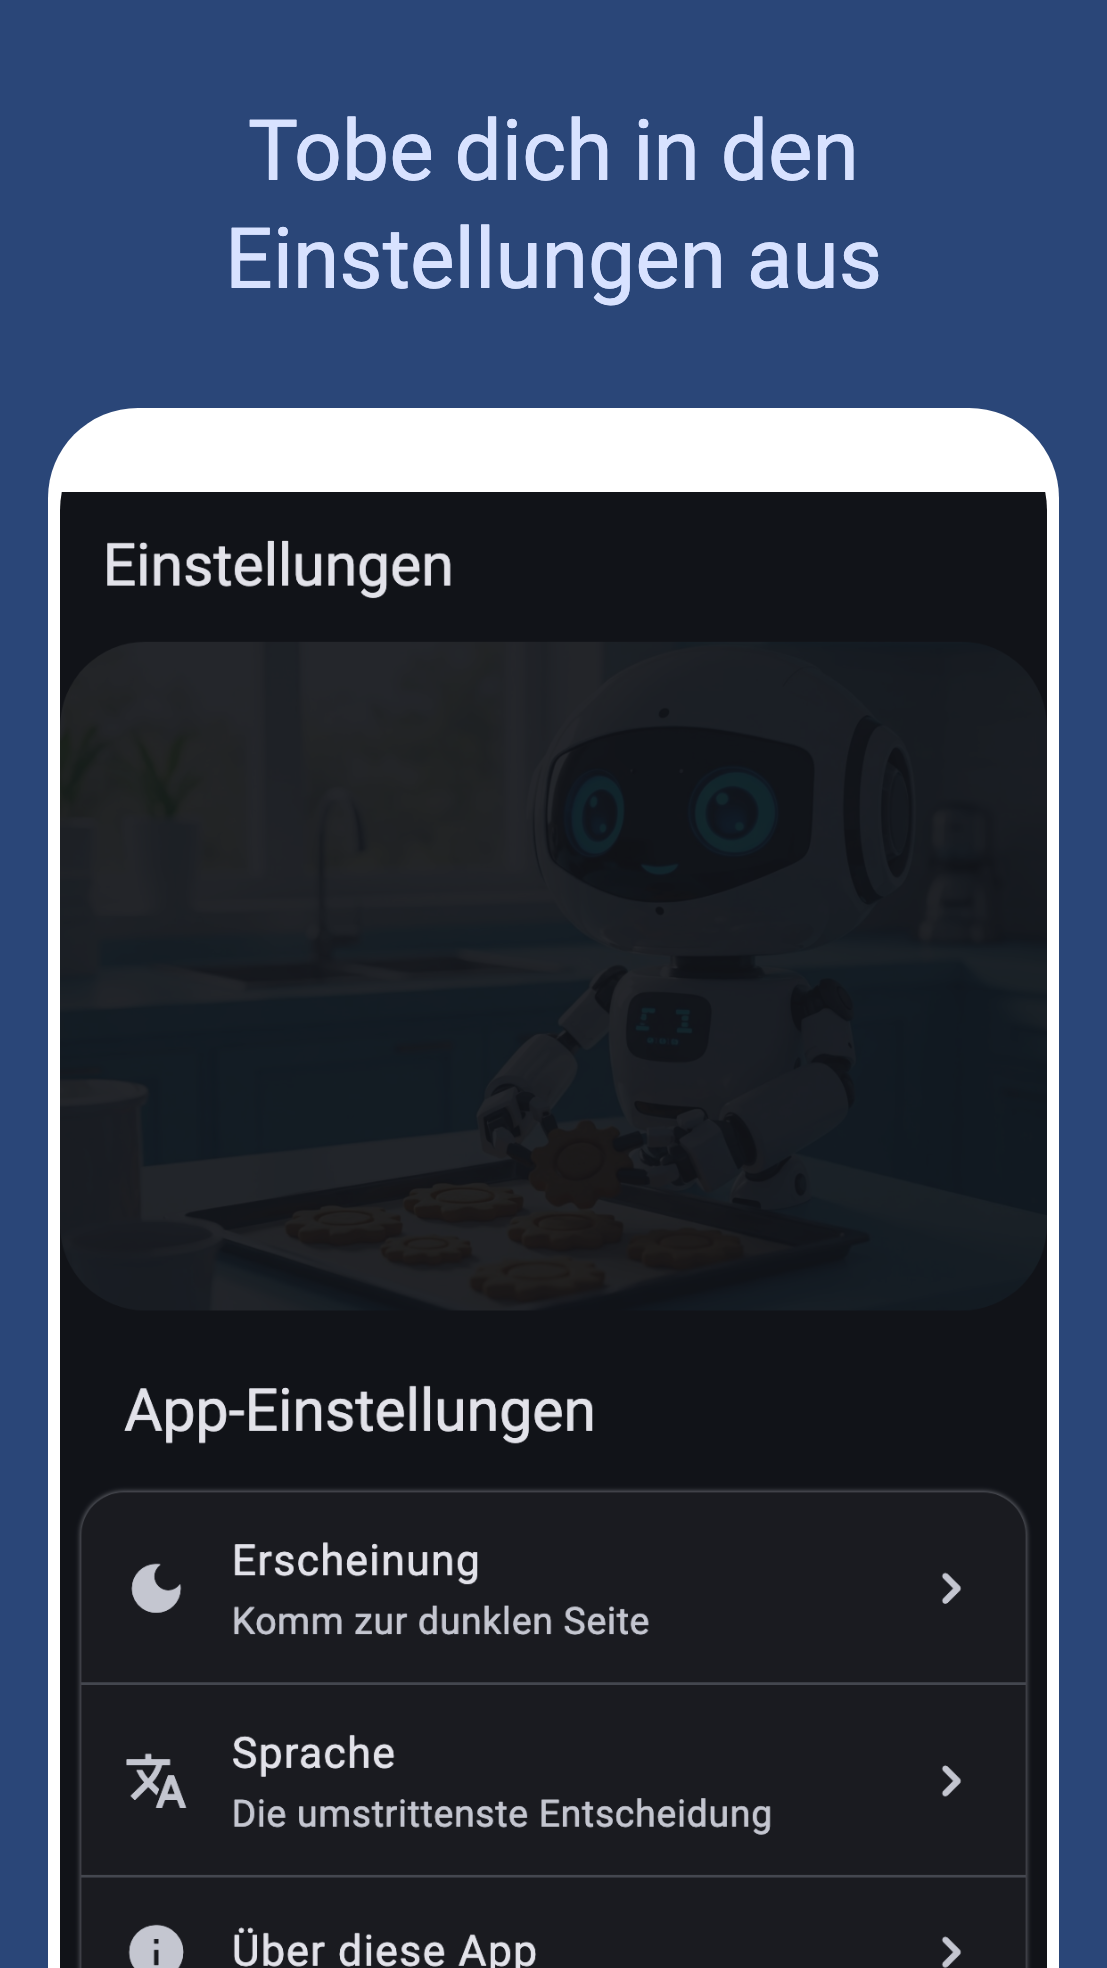 Tobe dich in den
Einstellungen aus
Einstellungen
App-Einstellungen
Erscheinung
Komm zur dunklen Seite
Sprache
Die umstrittenste Entscheidung
Über diese App